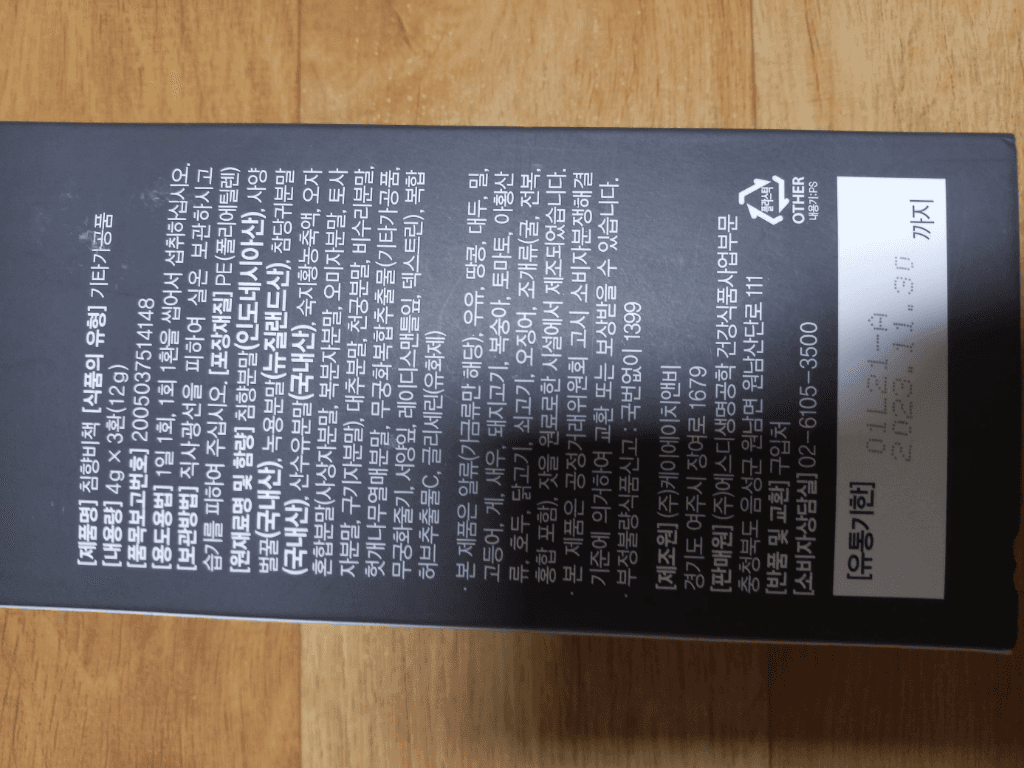 [제품명] 침향비책 [식품의 유형] 기타가공품
[내용량] 4g × 3환(12g)
[품목보고번호] 2005037514148
[용도용법] 1일 1회, 1회 1환을 씹어서 섭취하십시오.
[보관방법] 직사광선을 피하여 실온 보관하시고
습기를 피하여 주십시오. [포장재질] PE(폴리에틸렌)
[원재료명 및 함량] 침향분말(인도네시아산), 사양
벌꿀(국내산), 녹용분말(뉴질랜드산), 참당귀분말
(국내산), 산수유분말(국내산), 숙지황농축액, 오자
혼합분말(사상자분말, 복분자분말, 오미자분말, 토사
자분말, 구기자분말), 대추분말, 천궁분말, 비수리분말,
헛개나무열매분말, 무궁화복합추출물(기타가공품,
무궁화줄기, 서양잎, 레이디스맨틀잎, 덱스트린), 복합
허브추출물C, 글리세린(유화제)
· 본 제품은 알류(가금류만 해당), 우유, 땅콩, 대두, 밀,
고등어, 게, 새우, 돼지고기, 복숭아, 토마토, 아황산
류, 호두, 닭고기, 쇠고기, 오징어, 조개류(굴, 전복,
홍합 포함), 잣을 원료로한 시설에서 제조되었습니다.
· 본 제품은 공정거래위원회 고시 소비자분쟁해결
기준에 의거하여 교환 또는 보상받을 수 있습니다.
· 부정불량식품신고 : 국번없이 1399
[제조원] (주)케이에이치앤비
경기도 여주시 장여로 1679
[판매원] (주)에스디생명공학 건강식품사업부문
충청북도 음성군 원남면 원남산단로 111
[반품 및 교환] 구입처
[소비자상담실] 02-6105-3500
플라스틱
OTHER
내용기:PS
[유통기한]
01L21-A
2023.11.30
까지